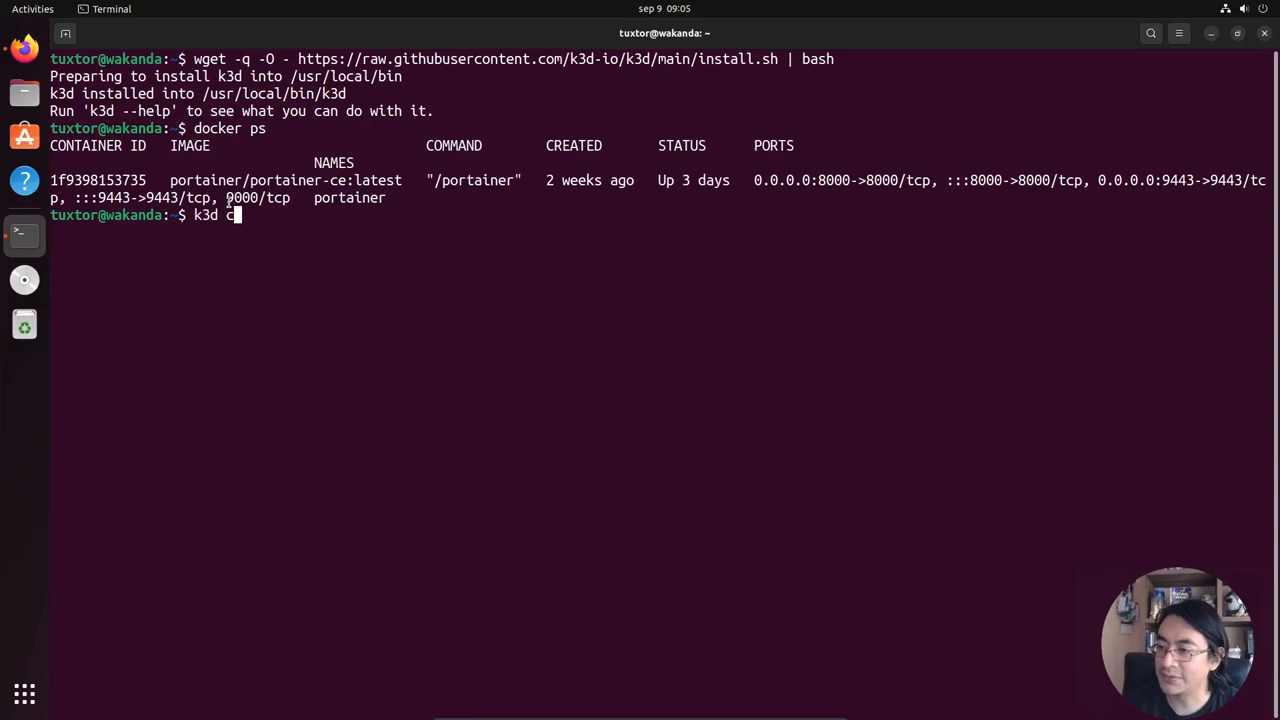 Activities
Terminal
sep 9 09:05
tuxtor@wakanda: ~
tuxtor@wakanda:~$ wget -q -O - https://raw.githubusercontent.com/k3d-io/k3d/main/install.sh | bash
Preparing to install k3d into /usr/local/bin
k3d installed into /usr/local/bin/k3d
Run 'k3d --help' to see what you can do with it.
tuxtor@wakanda:~$ docker ps
CONTAINER ID IMAGE COMMAND CREATED STATUS PORTS
NAMES
1f9398153735 portainer/portainer-ce:latest "/portainer" 2 weeks ago Up 3 days 0.0.0.0:8000->8000/tcp, :::8000->8000/tcp, 0.0.0.0:9443->9443/tc
p, :::9443->9443/tcp, 9000/tcp portainer
tuxtor@wakanda:~$ k3d c